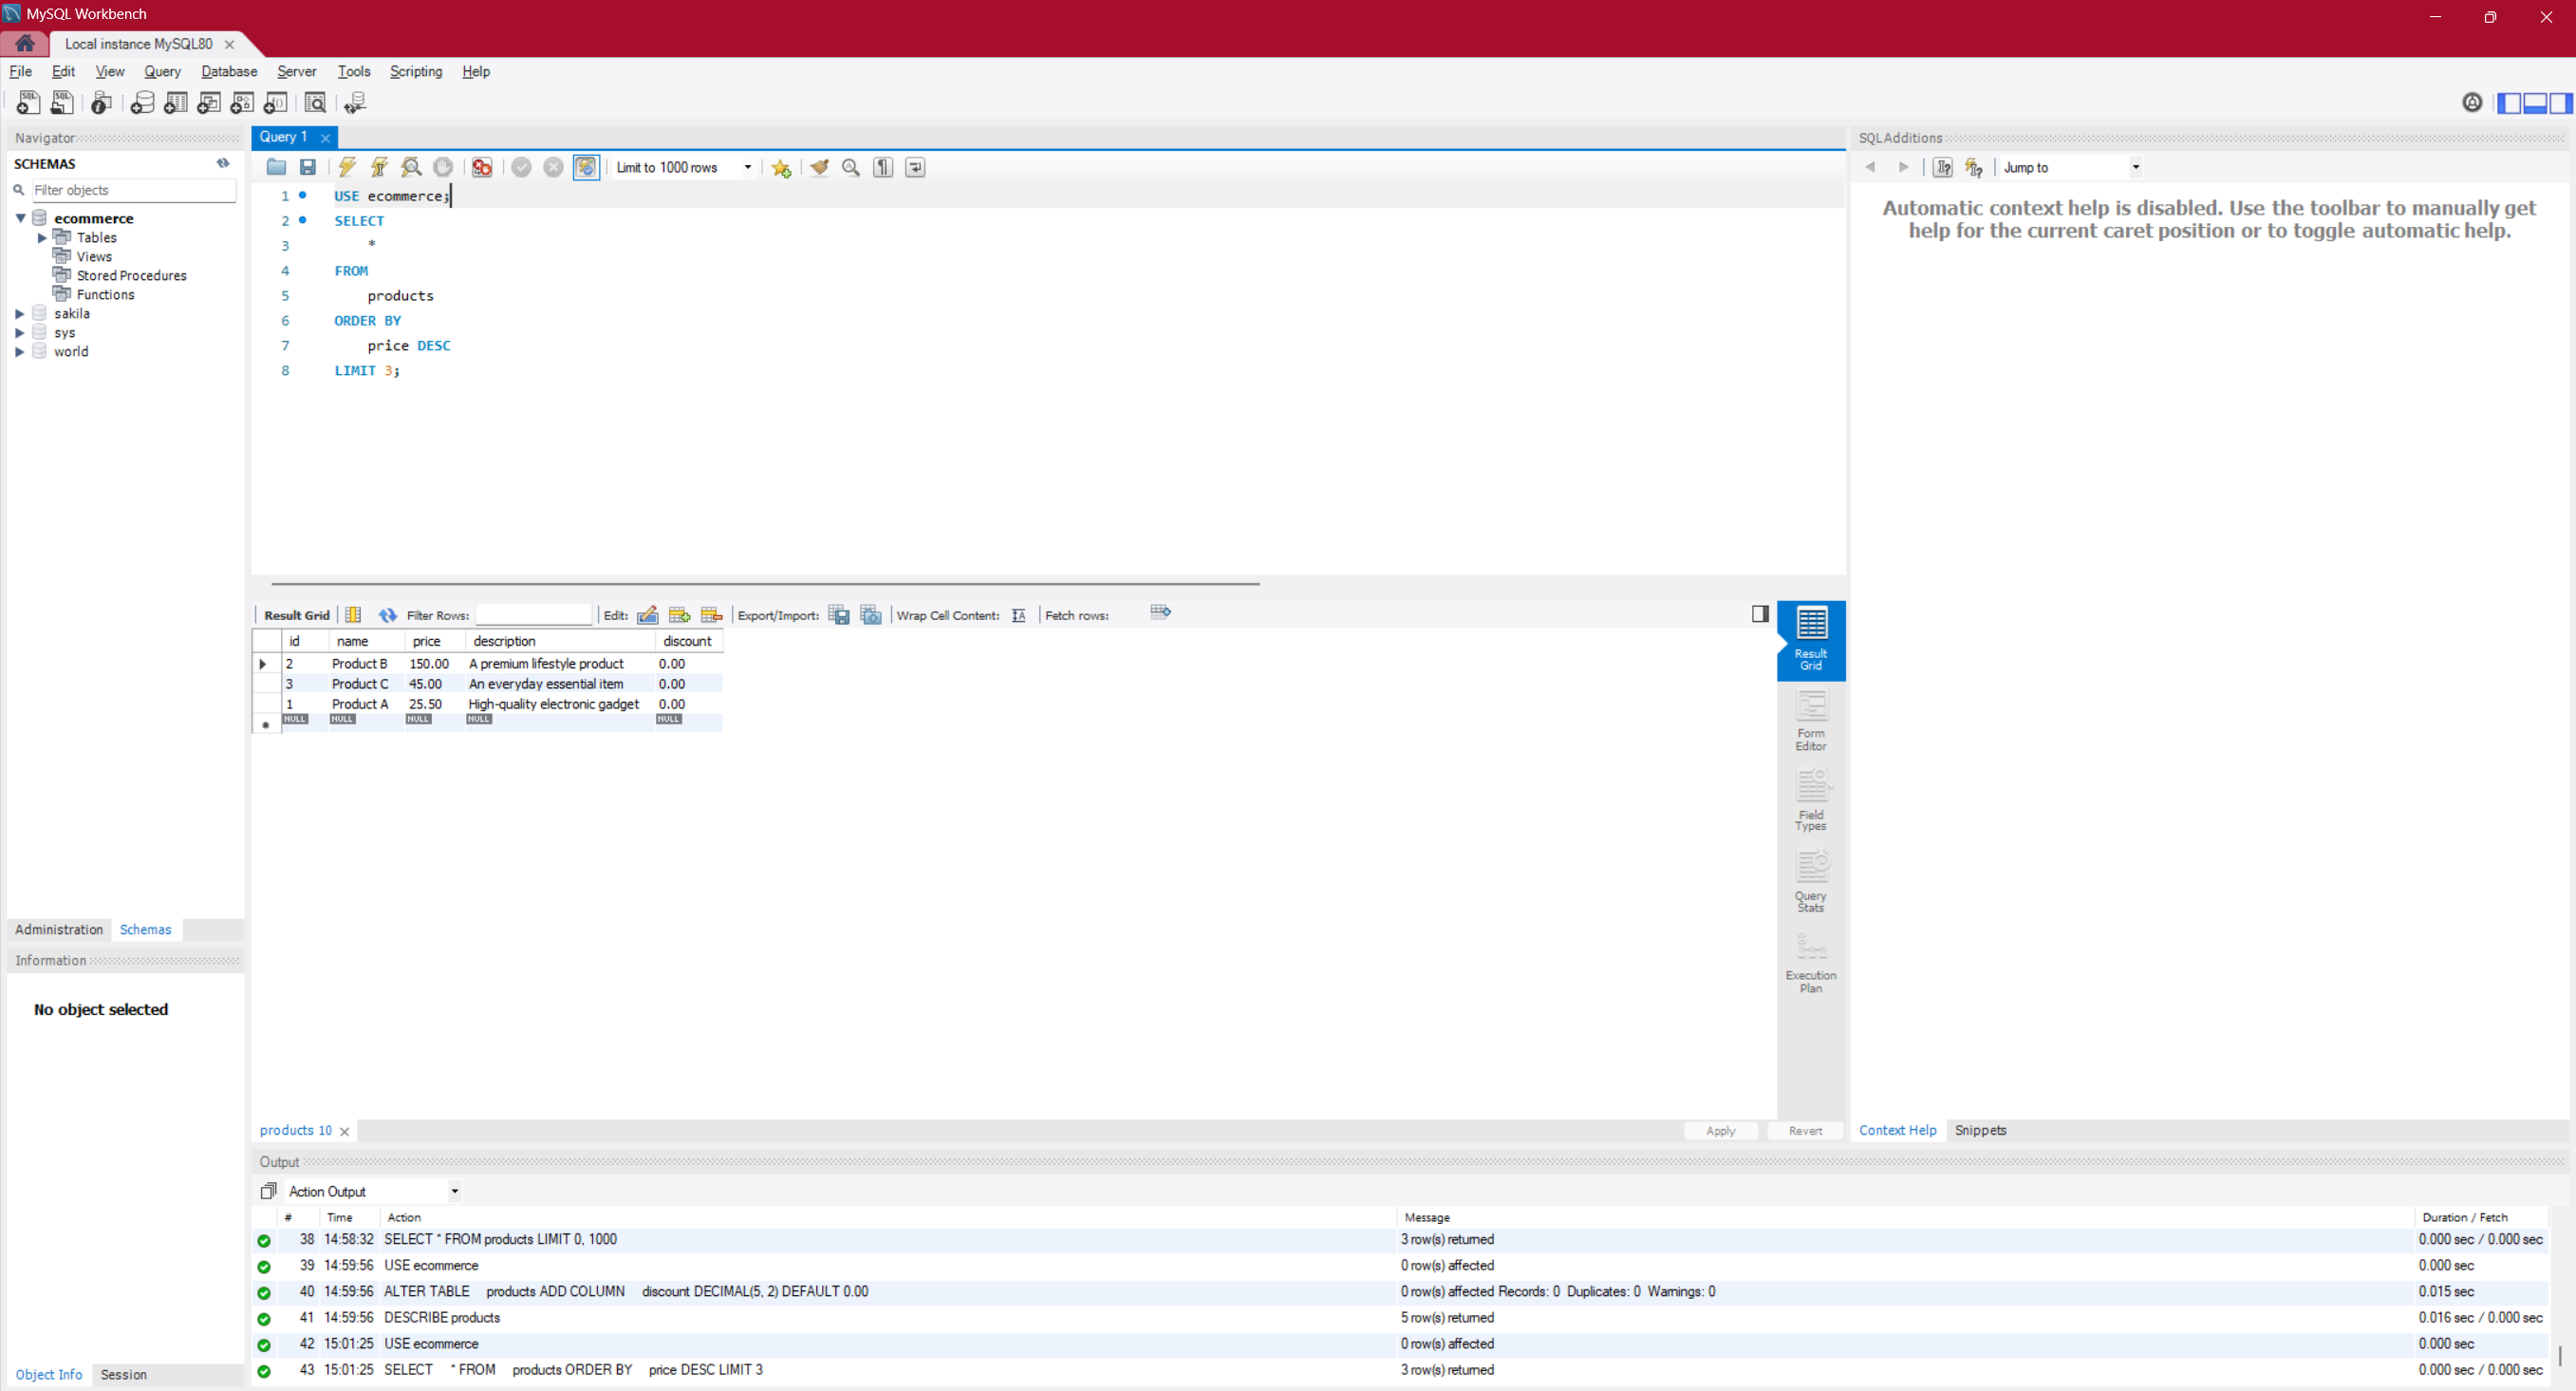 MySQL Workbench
Local instance MySQL80
File Edit View Query Database Server Tools Scripting Help
Navigator
SCHEMAS
Filter objects
ecommerce
Tables
Views
Stored Procedures
Functions
sakila
sys
world
Administration Schemas
Information
No object selected
Object Info Session
Query 1
Limit to 1000 rows
1 USE ecommerce;
2 SELECT
3 *
4 FROM
5 products
6 ORDER BY
7 price DESC
8 LIMIT 3;
Result Grid Filter Rows: Edit: Export/Import: Wrap Cell Content: Fetch rows:
id name price description discount
2 Product B 150.00 A premium lifestyle product 0.00
3 Product C 45.00 An everyday essential item 0.00
1 Product A 25.50 High-quality electronic gadget 0.00
NULL NULL NULL NULL NULL
Result
Grid
Form
Editor
Field
Types
Query
Stats
Execution
Plan
products 10
Apply Revert
SQLAdditions
Jump to
Automatic context help is disabled. Use the toolbar to manually get
help for the current caret position or to toggle automatic help.
Context Help Snippets
Output
Action Output
# Time Action Message Duration / Fetch
38 14:58:32 SELECT * FROM products LIMIT 0, 1000 3 row(s) returned 0.000 sec / 0.000 sec
39 14:59:56 USE ecommerce 0 row(s) affected 0.000 sec
40 14:59:56 ALTER TABLE products ADD COLUMN discount DECIMAL(5, 2) DEFAULT 0.00 0 row(s) affected Records: 0 Duplicates: 0 Warnings: 0 0.015 sec
41 14:59:56 DESCRIBE products 5 row(s) returned 0.016 sec / 0.000 sec
42 15:01:25 USE ecommerce 0 row(s) affected 0.000 sec
43 15:01:25 SELECT * FROM products ORDER BY price DESC LIMIT 3 3 row(s) returned 0.000 sec / 0.000 sec